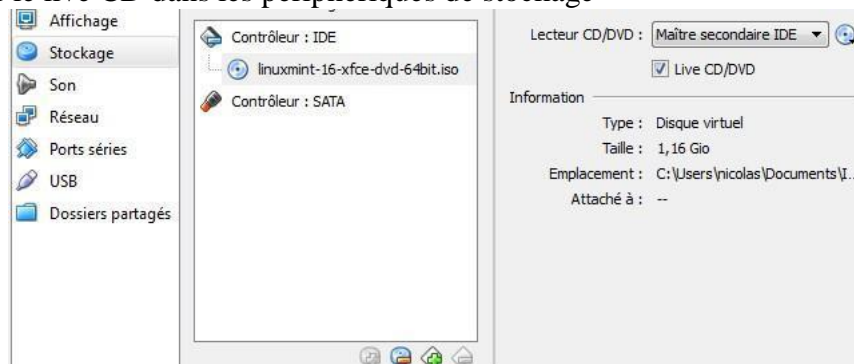 le live CD dans les périphériques de stockage
Affichage
Stockage
Son
Réseau
Ports séries
USB
Dossiers partagés
Contrôleur : IDE
linuxmint-16-xfce-dvd-64bit.iso
Contrôleur : SATA
Lecteur CD/DVD : Maître secondaire IDE
Live CD/DVD
Information
Type : Disque virtuel
Taille : 1,16 Gio
Emplacement : C:\Users\nicolas\Documents\I...
Attaché à : --